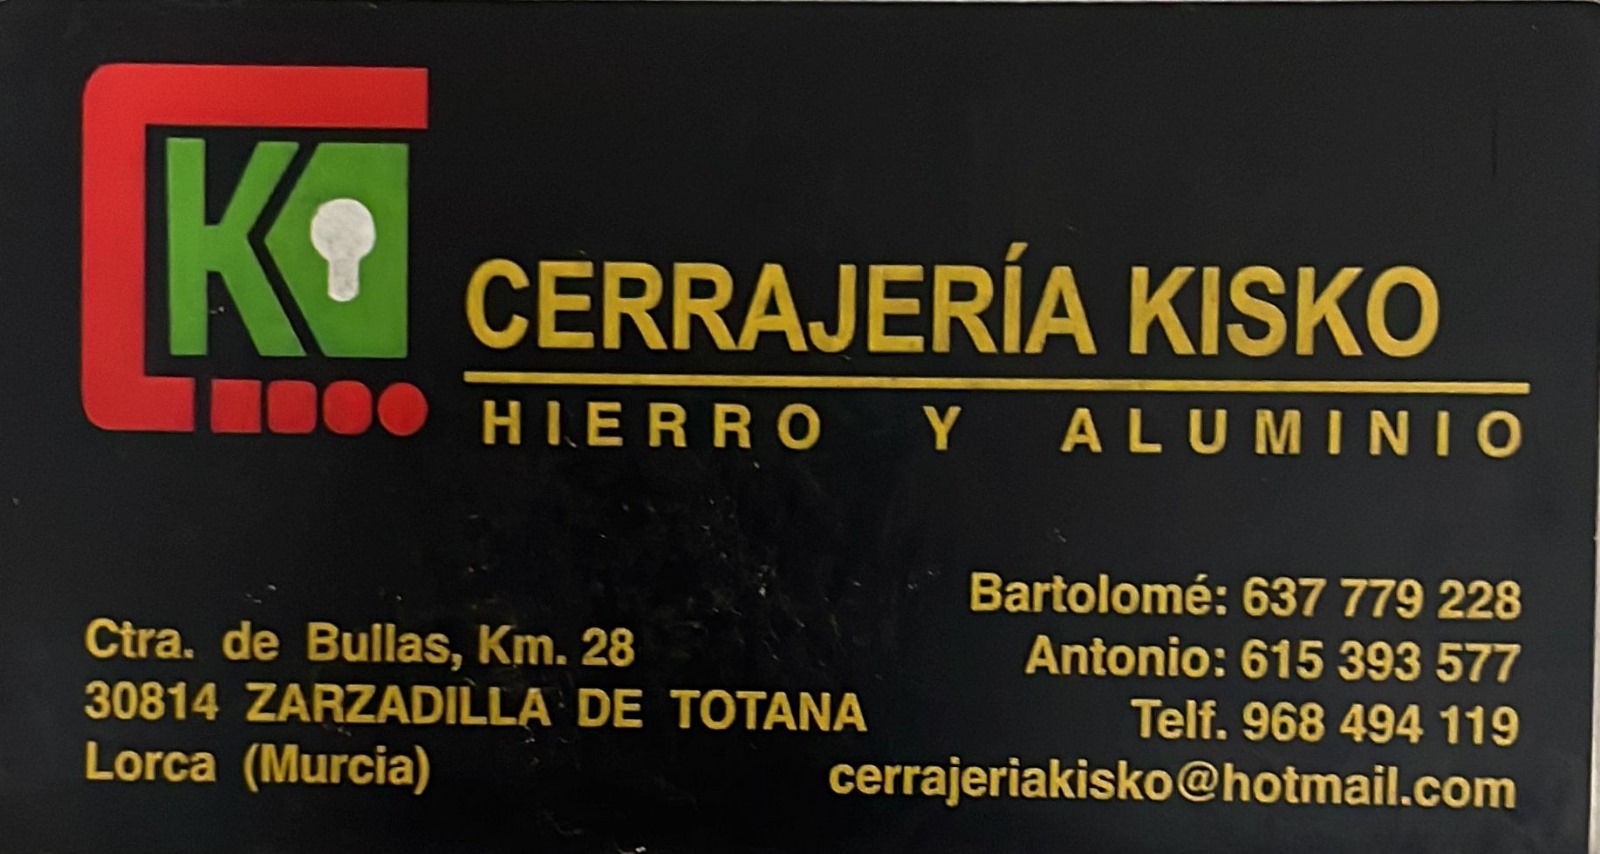 K
CERRAJERÍA KISKO
HIERRO Y ALUMINIO
Ctra. de Bullas, Km. 28
30814 ZARZADILLA DE TOTANA
Lorca (Murcia)
Bartolomé: 637 779 228
Antonio: 615 393 577
Telf. 968 494 119
cerrajeriakisko@hotmail.com